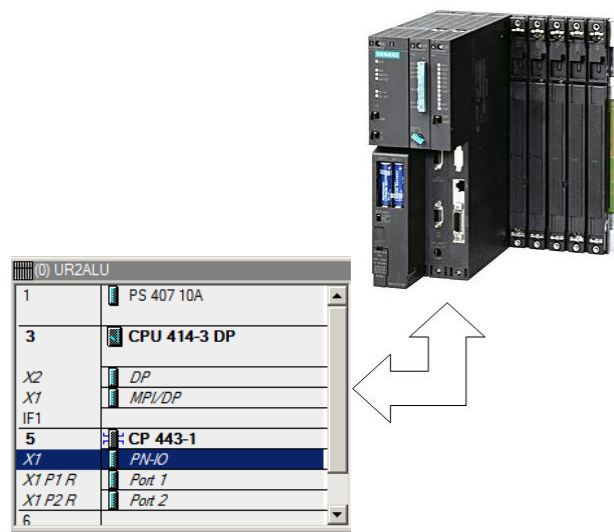 SIEMENS
(0) UR2ALU
1 PS 407 10A
3 CPU 414-3 DP
X2 DP
X1 MPI/DP
IF1
5 CP 443-1
X1 PN-IO
X1 P1 R Port 1
X1 P2 R Port 2
6